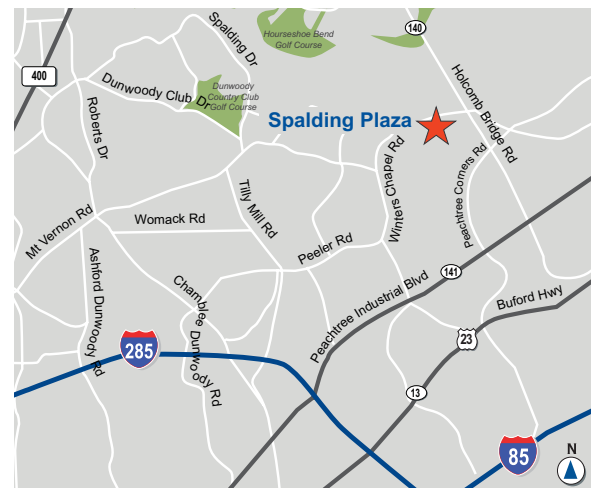 Hourseshoe Bend
Golf Course
140
Spalding Dr
400
Dunwoody Club Dr
Dunwoody
Country Club
Golf Course
Holcomb Bridge Rd
Roberts Dr
Spalding Plaza
Winters Chapel Rd
Peachtree Corners Rd
Tilly Mill Rd
Mt Vernon Rd
Womack Rd
Peeler Rd
Ashford Dunwoody Rd
Chamblee Dunwoody Rd
141
Peachtree Industrial Blvd
Buford Hwy
23
285
13
85
N